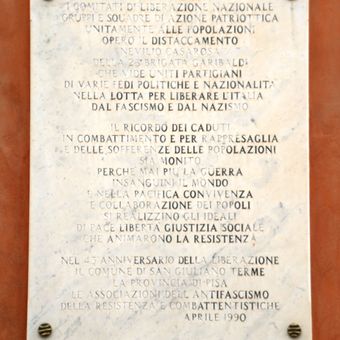 I COMITATI DI LIBERAZIONE NAZIONALE
GRUPPI E SQUADRE DI AZIONE PATRIOTTICA
UNITAMENTE ALLE POPOLAZIONI
OPERO IL DISTACCAMENTO
NEVILIO CASAROSA
DELLA 23ª BRIGATA GARIBALDI
CHE VIDE UNITI PARTIGIANI
DI VARIE FEDI POLITICHE E NAZIONALITA'
NELLA LOTTA PER LIBERARE L'ITALIA
DAL FASCISMO E DAL NAZISMO
IL RICORDO DEI CADUTI
IN COMBATTIMENTO E PER RAPPRESAGLIA
E DELLE SOFFERENZE DELLE POPOLAZIONI
SIA MONITO
PERCHE MAI PIU LA GUERRA
INSANGUINI IL MONDO
E NELLA PACIFICA CONVIVENZA
E COLLABORAZIONE DEI POPOLI
SI REALIZZINO GLI IDEALI
DI PACE LIBERTA GIUSTIZIA SOCIALE
CHE ANIMARONO LA RESISTENZA
NEL 45 ANNIVERSARIO DELLA LIBERAZIONE
IL COMUNE DI SAN GIULIANO TERME
LA PROVINCIA DI PISA
LE ASSOCIAZIONI DELL'ANTIFASCISMO
DELLA RESISTENZA E COMBATTENTISTICHE
APRILE 1990